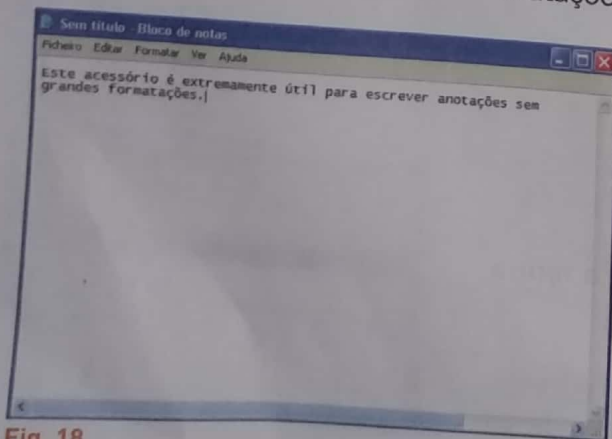 Sem título - Bloco de notas
Ficheiro Editar Formatar Ver Ajuda
Este acessório é extremamente útil para escrever anotações sem
grandes formatações.
Fig. 18